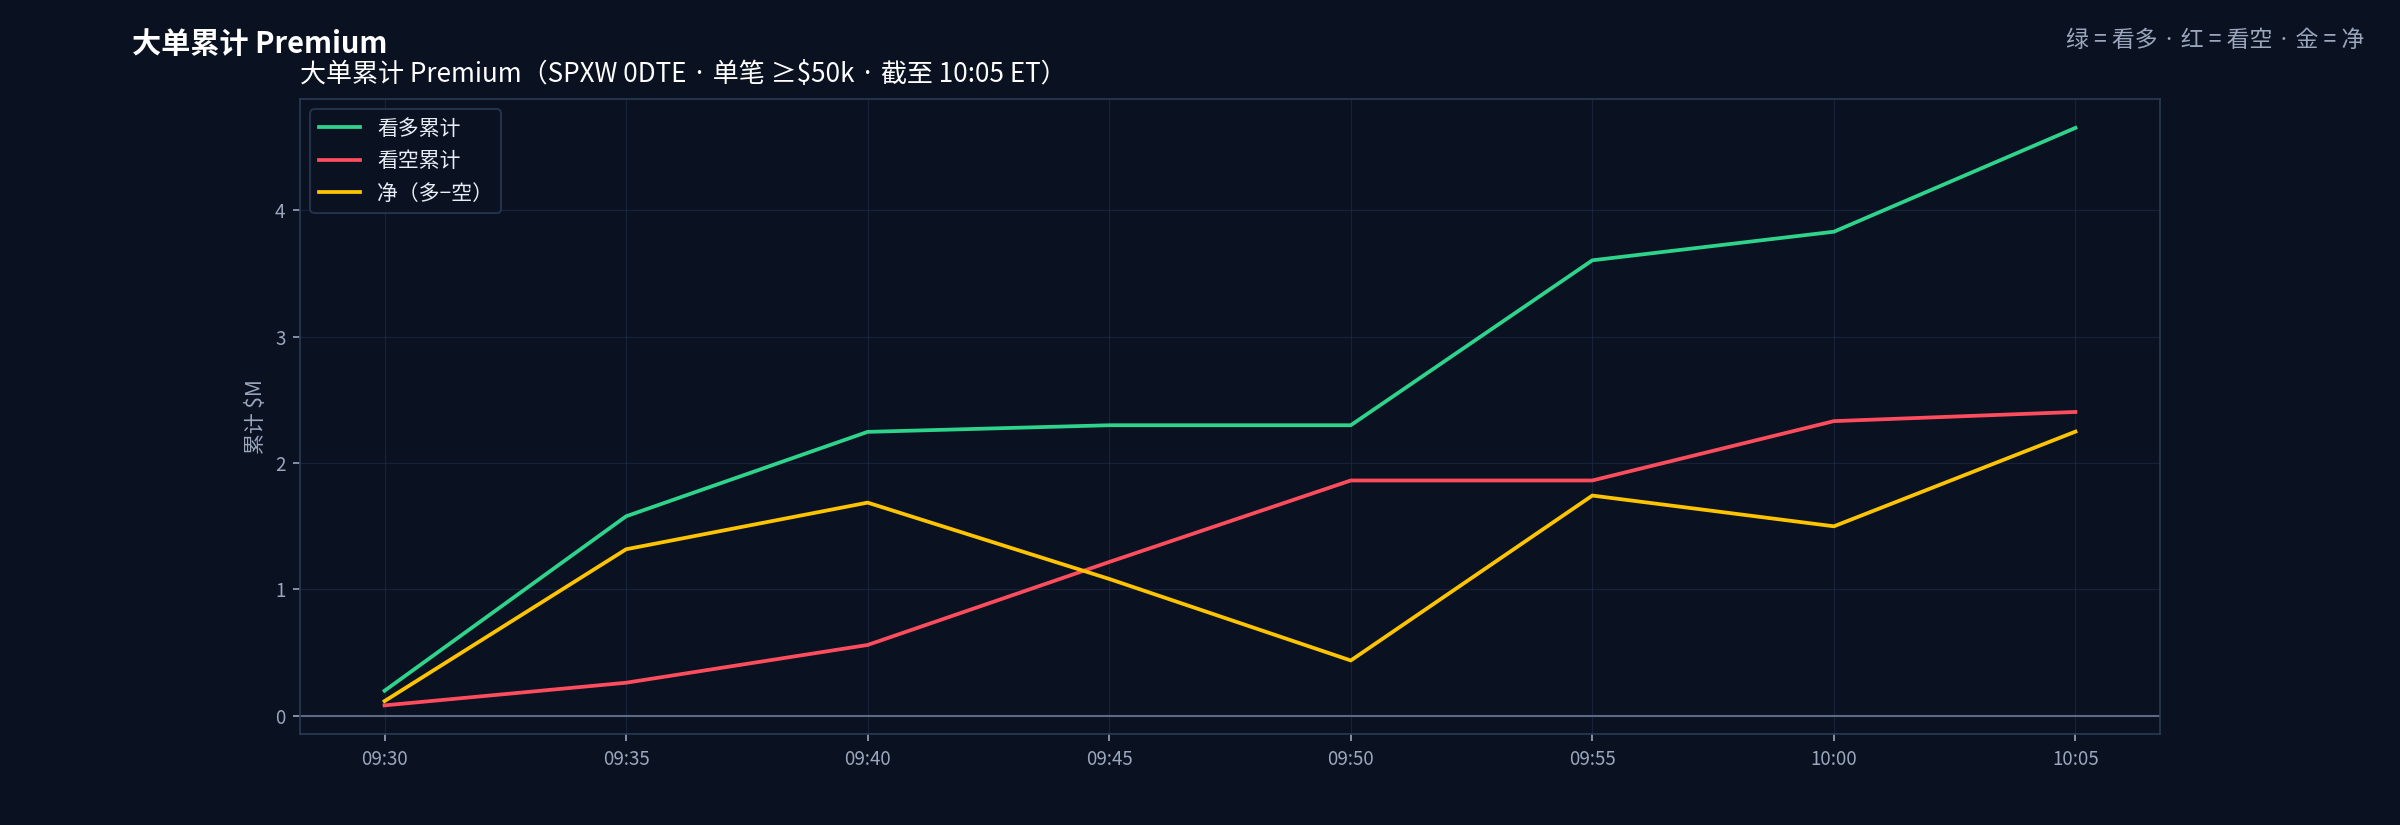 大单累计 Premium
绿 = 看多 · 红 = 看空 · 金 = 净
大单累计 Premium（SPXW 0DTE · 单笔 ≥$50k · 截至 10:05 ET）
看多累计
看空累计
净（多−空）
累计 $M
4
3
2
1
0
09:30 09:35 09:40 09:45 09:50 09:55 10:00 10:05